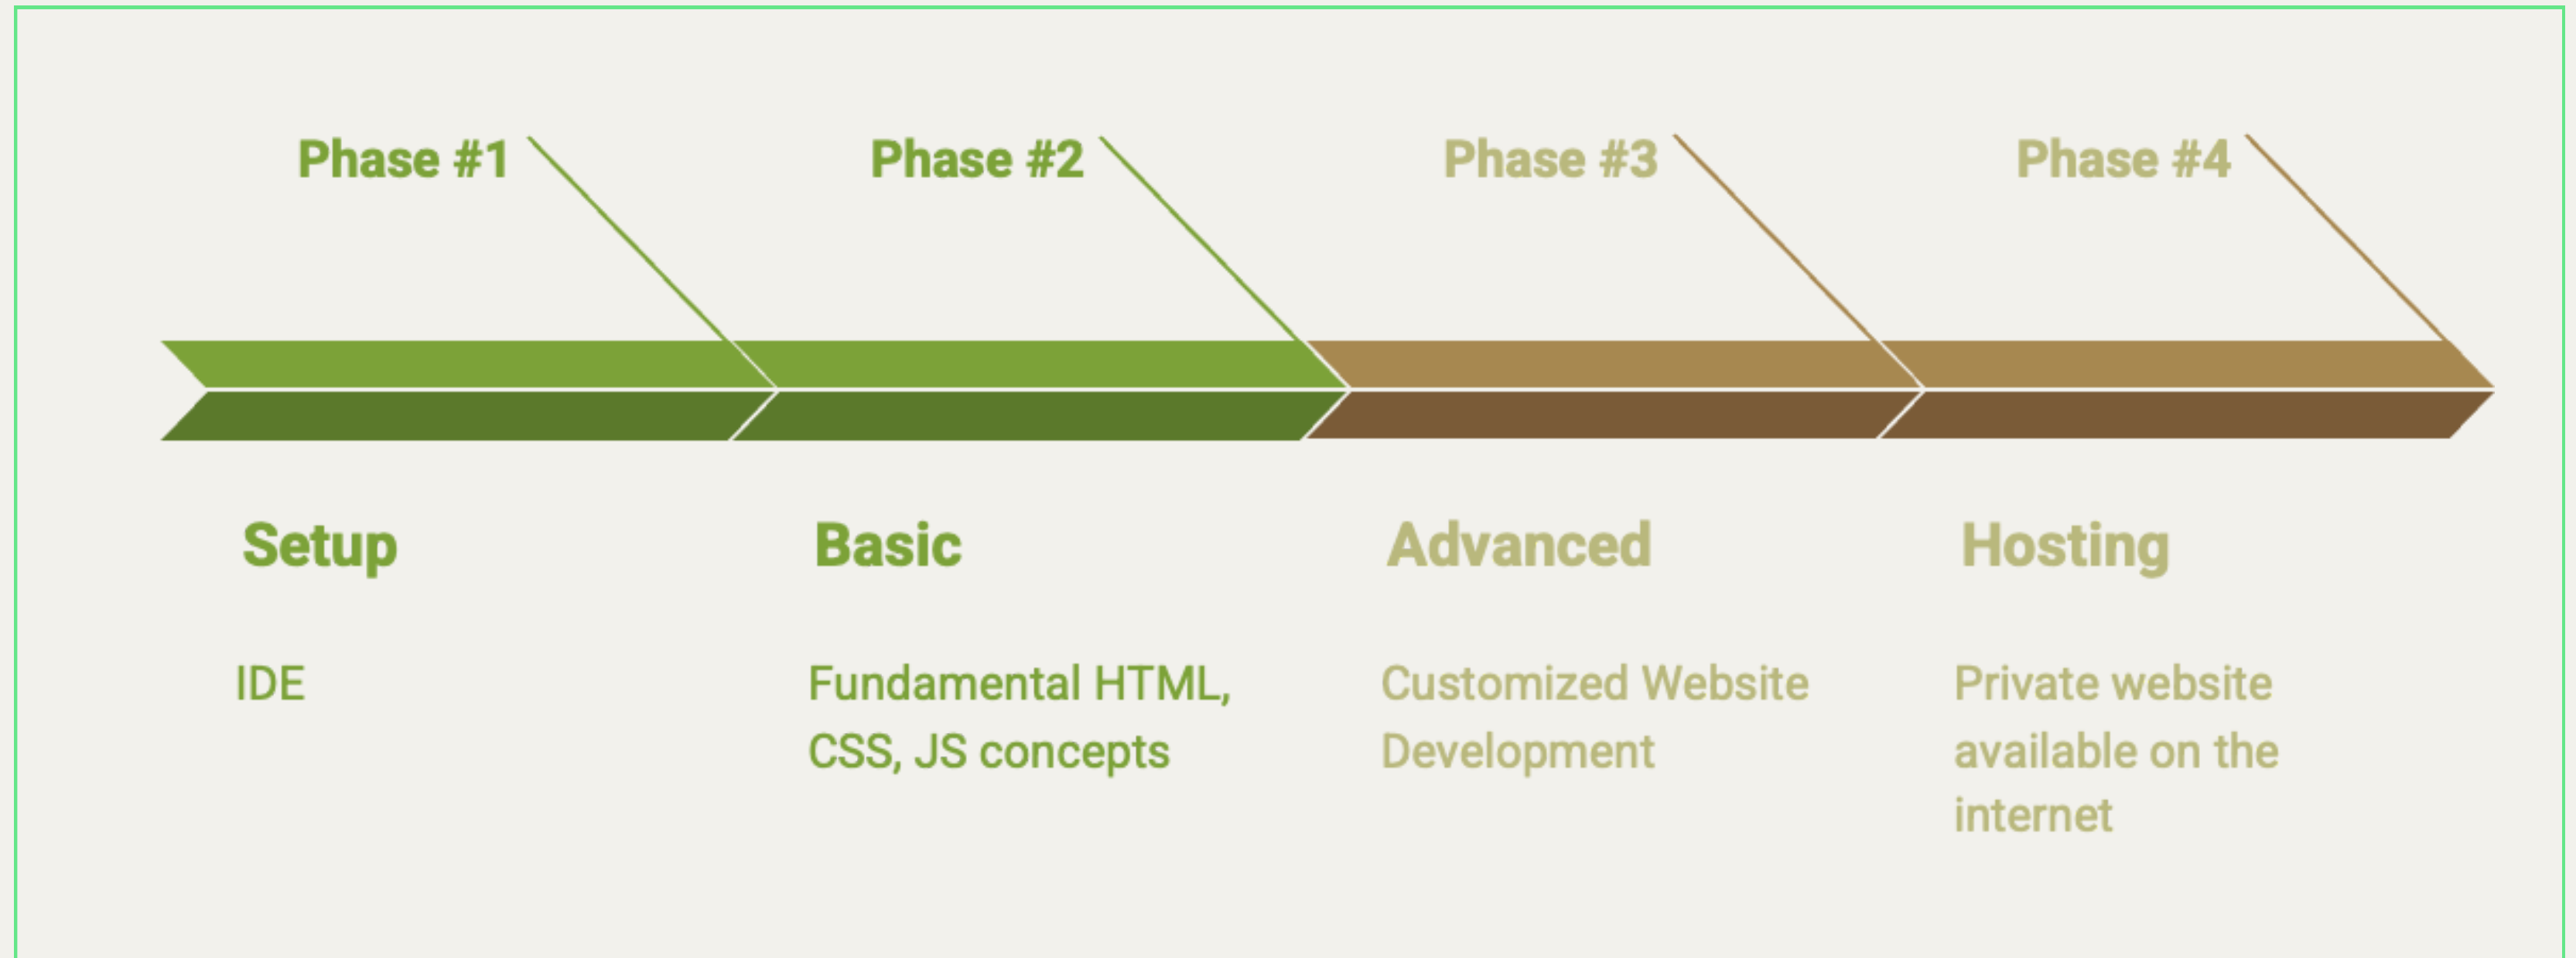 Phase #1
Phase #2
Phase #3
Phase #4
Setup
IDE
Basic
Fundamental HTML,
CSS, JS concepts
Advanced
Customized Website
Development
Hosting
Private website
available on the
internet